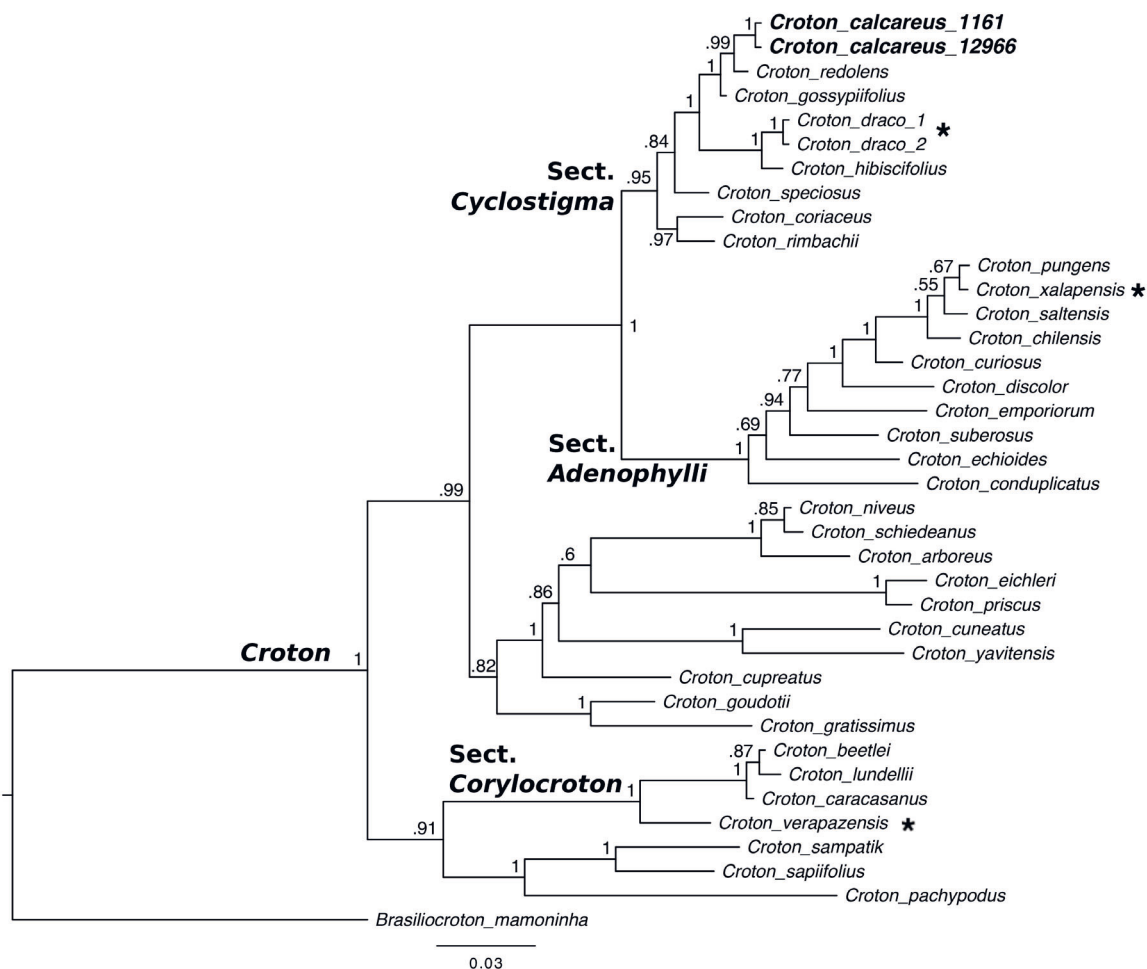 1 Croton_calcareus_1161
.99 Croton_calcareus_12966
1 Croton_redolens
1 Croton_gossypiifolius
1 Croton_draco_1 *
.84 1 Croton_draco_2
Croton_hibiscifolius
Sect. .95
Cyclostigma
Croton_speciosus
Croton_coriaceus
.97 Croton_rimbachii
.67 Croton_pungens
.55 Croton_xalapensis *
1 Croton_saltensis
1 1 Croton_chilensis
1 Croton_curiosus
.77 Croton_discolor
.94 Croton_emporiorum
.69 Croton_suberosus
Sect. 1
Adenophylli
Croton_echioides
Croton_conduplicatus
.99
.85 Croton_niveus
1 Croton_schiedeanus
.6 Croton_arboreus
.86 1 Croton_eichleri
Croton_priscus
1 1 Croton_cuneatus
Croton_yavitensis
Croton 1
.82 Croton_cupreatus
1 Croton_goudotii
Croton_gratissimus
Sect.
Corylocroton 1
.87 Croton_beetlei
1 Croton_lundellii
Croton_caracasanus
.91 Croton_verapazensis *
1 1 Croton_sampatik
Croton_sapiifolius
Croton_pachypodus
Brasiliocroton_mamoninha
0.03